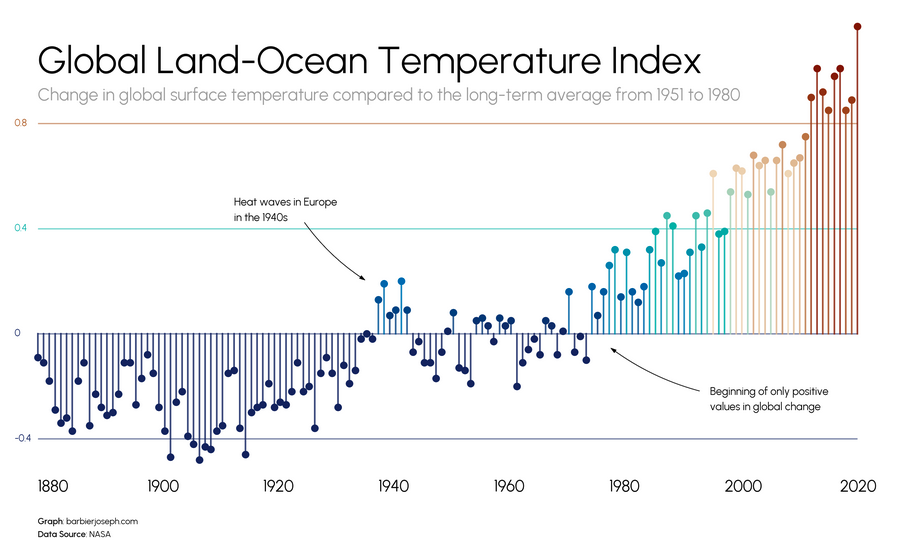 Global Land-Ocean Temperature Index
Change in global surface temperature compared to the long-term average from 1951 to 1980
0.8
Heat waves in Europe
in the 1940s
0.4
0
Beginning of only positive
values in global change
-0.4
1880 1900 1920 1940 1960 1980 2000 2020
Graph: barbierjoseph.com
Data Source: NASA